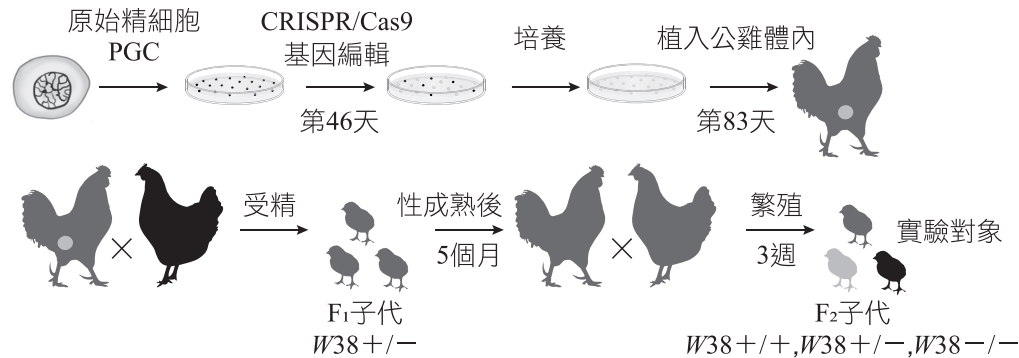 原始精細胞
PGC
CRISPR/Cas9
基因編輯
第46天
培養
植入公雞體內
第83天
×
受精
F₁子代
W38+/−
性成熟後
5個月
×
繁殖
3週
實驗對象
F₂子代
W38+/+,W38+/−,W38−/−